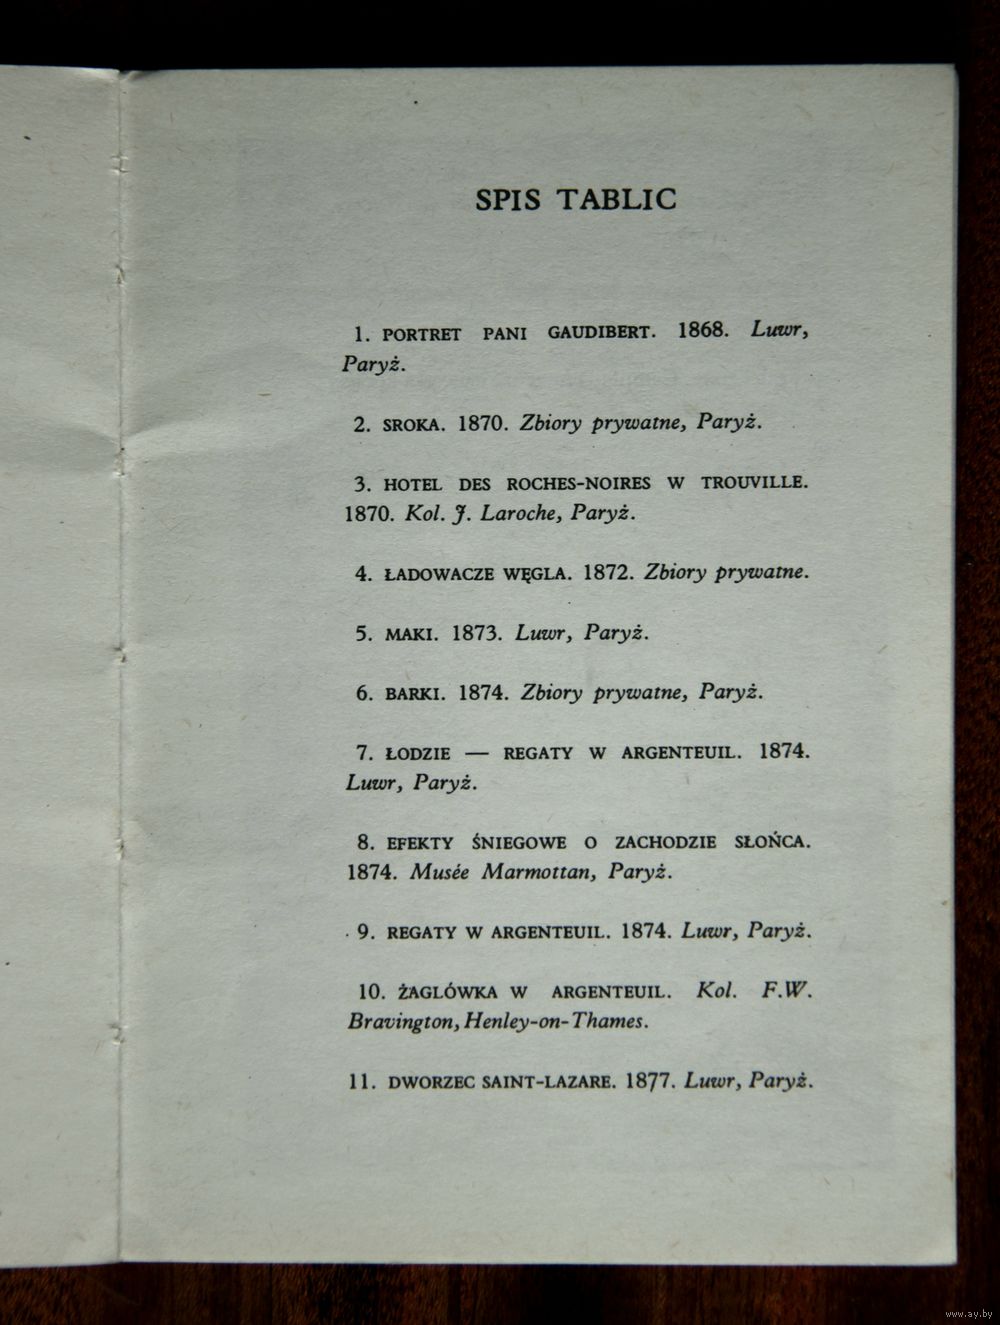 SPIS TABLIC
1. PORTRET PANI GAUDIBERT. 1868. Luwr,
Paryż.
2. SROKA. 1870. Zbiory prywatne, Paryż.
3. HOTEL DES ROCHES-NOIRES W TROUVILLE.
1870. Kol. J. Laroche, Paryż.
4. ŁADOWACZE WĘGLA. 1872. Zbiory prywatne.
5. MAKI. 1873. Luwr, Paryż.
6. BARKI. 1874. Zbiory prywatne, Paryż.
7. ŁODZIE — REGATY W ARGENTEUIL. 1874.
Luwr, Paryż.
8. EFEKTY ŚNIEGOWE O ZACHODZIE SŁOŃCA.
1874. Musée Marmottan, Paryż.
9. REGATY W ARGENTEUIL. 1874. Luwr, Paryż.
10. ŻAGLÓWKA W ARGENTEUIL. Kol. F.W.
Bravington, Henley-on-Thames.
11. DWORZEC SAINT-LAZARE. 1877. Luwr, Paryż.
www.ay.by